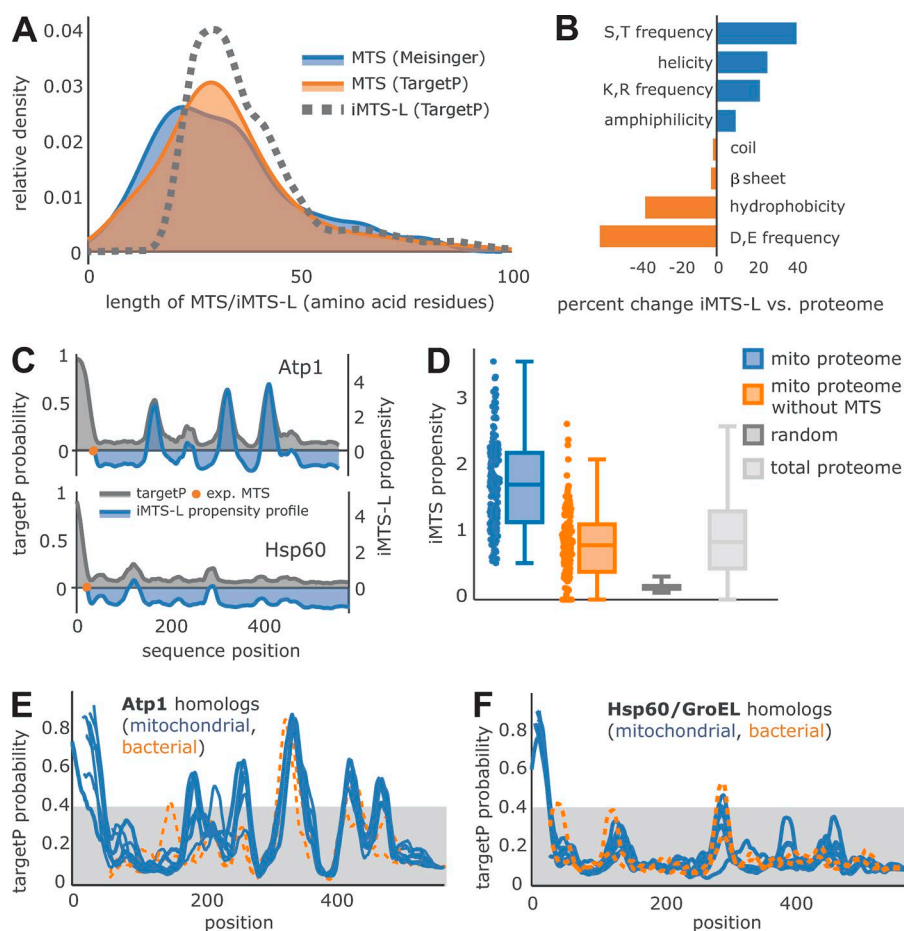 A
0.04
0.03
0.02
0.01
0
relative density
MTS (Meisinger)
MTS (TargetP)
iMTS-L (TargetP)
0
50
100
length of MTS/iMTS-L (amino acid residues)
B
S,T frequency
helicity
K,R frequency
amphiphilicity
coil
β sheet
hydrophobicity
D,E frequency
-40
-20
0
20
40
percent change iMTS-L vs. proteome
C
1
0.5
0
targetP probability
Atp1
4
2
0
iMTS-L propensity
targetP
exp. MTS
iMTS-L propensity profile
1
0.5
0
Hsp60
4
2
0
0
200
400
sequence position
D
3
2
1
0
iMTS propensity
mito proteome
mito proteome
without MTS
random
total proteome
E
Atp1 homologs
(mitochondrial,
bacterial)
0.8
0.6
0.4
0.2
0
targetP probability
0
200
400
position
F
Hsp60/GroEL homologs
(mitochondrial, bacterial)
1
0.8
0.6
0.4
0.2
0
targetP probability
0
200
400
position